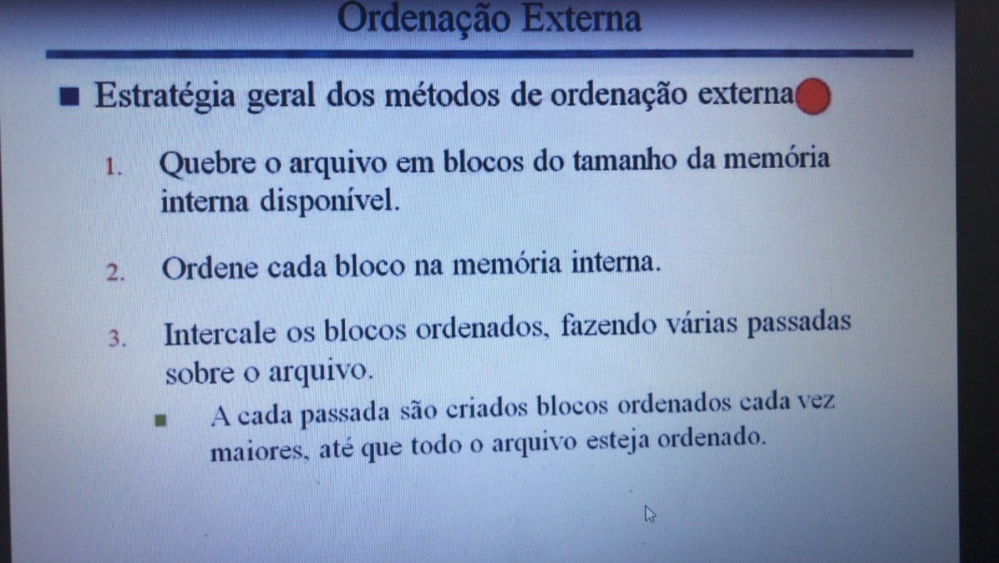 Ordenação Externa
Estratégia geral dos métodos de ordenação externa
1. Quebre o arquivo em blocos do tamanho da memória
interna disponível.
2. Ordene cada bloco na memória interna.
3. Intercale os blocos ordenados, fazendo várias passadas
sobre o arquivo.
A cada passada são criados blocos ordenados cada vez
maiores, até que todo o arquivo esteja ordenado.